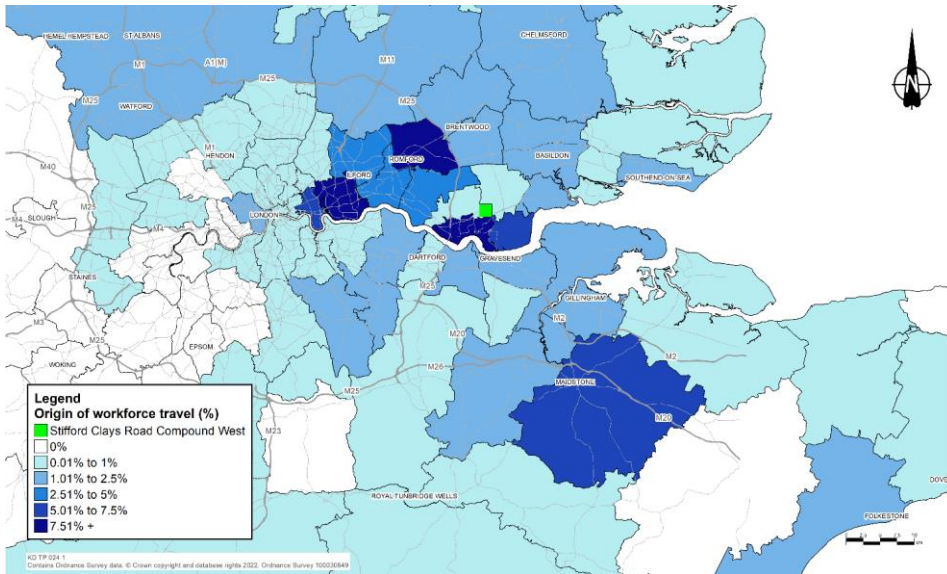 HEMEL HEMPSTEAD
ST ALBANS
CHELMSFORD
M1
A1(M)
M11
M25
M25
WATFORD
M25
BRENTWOOD
M1
HENDON
ROMFORD
M40
ILFORD
BASILDON
M25
SOUTHEND-ON-SEA
SLOUGH
LONDON
M4
M4
DARTFORD
GRAVESEND
STAINES
M25
GILLINGHAM
M3
M2
EPSOM
M20
M25
M2
WOKING
M26
MAIDSTONE
M25
M20
M23
ROYAL TUNBRIDGE WELLS
FOLKESTONE
DOVE
Legend
Origin of workforce travel (%)
Stifford Clays Road Compound West
0%
0.01% to 1%
1.01% to 2.5%
2.51% to 5%
5.01% to 7.5%
7.51% +
KD TP 024 1
Contains Ordnance Survey data. © Crown copyright and database rights 2022. Ordnance Survey 100030649